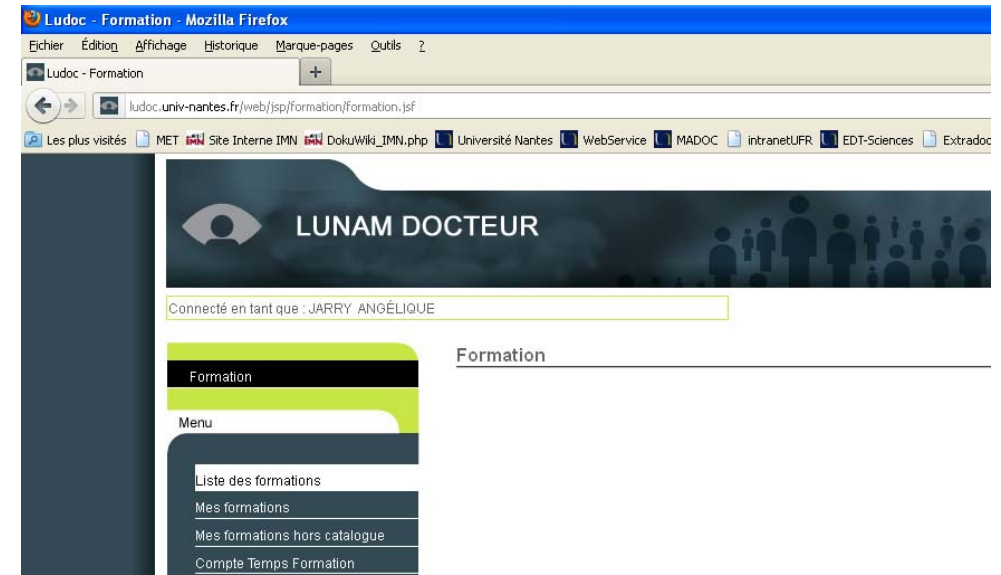 Ludoc - Formation - Mozilla Firefox
Fichier Édition Affichage Historique Marque-pages Outils ?
Ludoc - Formation +
ludoc.univ-nantes.fr/web/jsp/formation/formation.jsf
Les plus visités MET IMN Site Interne IMN IMN DokuWiki_IMN.php Université Nantes WebService MADOC intranetUFR EDT-Sciences Extradoc
LUNAM DOCTEUR
Connecté en tant que : JARRY ANGÉLIQUE
Formation
Formation
Menu
Liste des formations
Mes formations
Mes formations hors catalogue
Compte Temps Formation